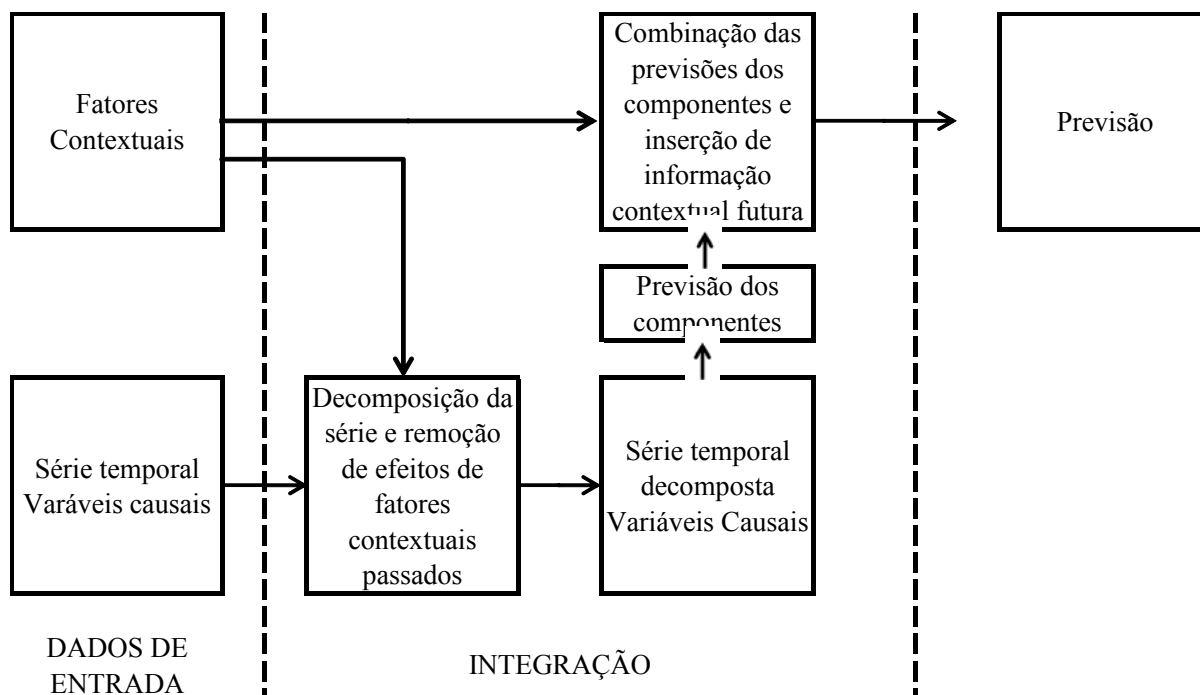 Fatores
Contextuais
Combinação das
previsões dos
componentes e
inserção de
informação
contextual futura
Previsão
Previsão dos
componentes
Série temporal
Varáveis causais
Decomposição da
série e remoção
de efeitos de
fatores
contextuais
passados
Série temporal
decomposta
Variáveis Causais
DADOS DE
ENTRADA
INTEGRAÇÃO